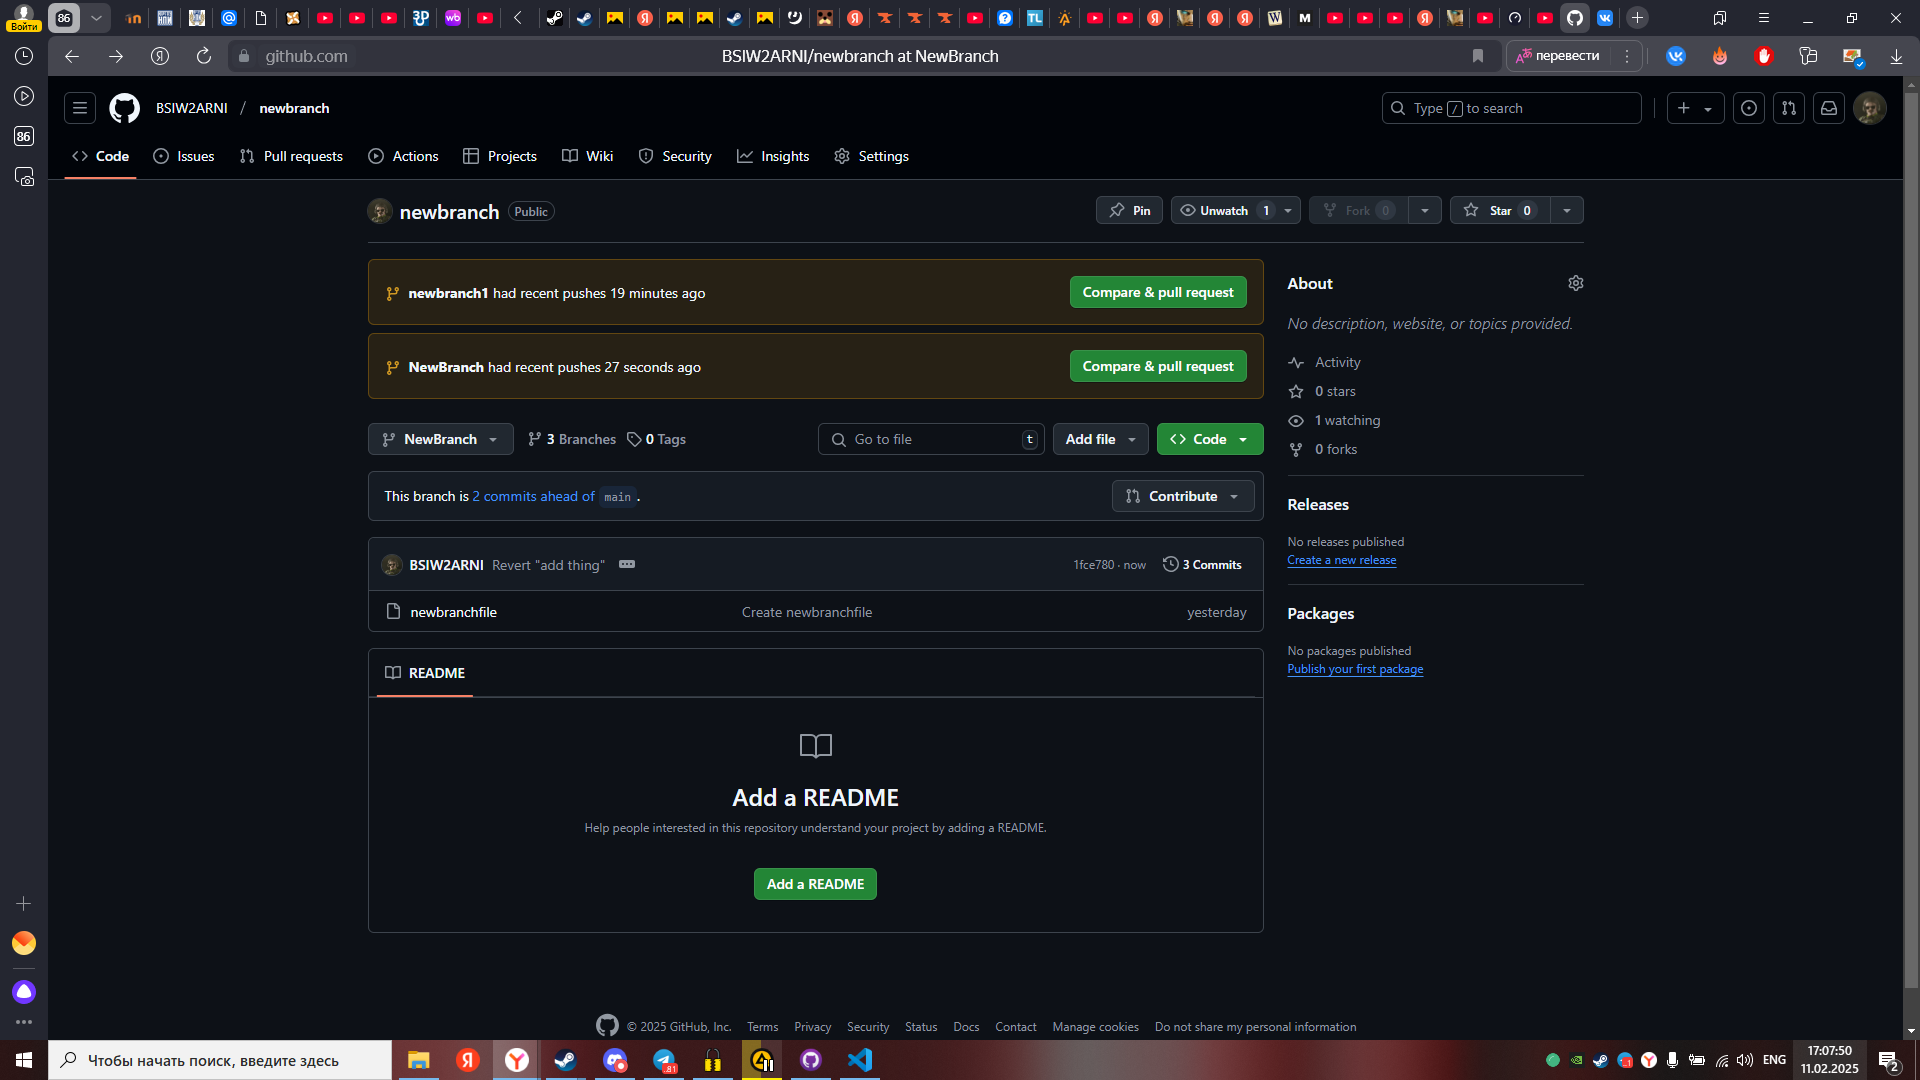 Войти
86
github.com
BSIW2ARNI/newbranch at NewBranch
перевести
86
BSIW2ARNI / newbranch
Type / to search
Code
Issues
Pull requests
Actions
Projects
Wiki
Security
Insights
Settings
newbranch Public
Pin
Unwatch 1
Fork 0
Star 0
newbranch1 had recent pushes 19 minutes ago
Compare & pull request
NewBranch had recent pushes 27 seconds ago
Compare & pull request
NewBranch
3 Branches
0 Tags
Go to file t
Add file
Code
This branch is 2 commits ahead of main.
Contribute
BSIW2ARNI Revert "add thing"
1fce780 · now
3 Commits
newbranchfile
Create newbranchfile
yesterday
README
Add a README
Help people interested in this repository understand your project by adding a README.
Add a README
About
No description, website, or topics provided.
Activity
0 stars
1 watching
0 forks
Releases
No releases published
Create a new release
Packages
No packages published
Publish your first package
© 2025 GitHub, Inc. Terms Privacy Security Status Docs Contact Manage cookies Do not share my personal information
Чтобы начать поиск, введите здесь
ENG
17:07:50
11.02.2025
2